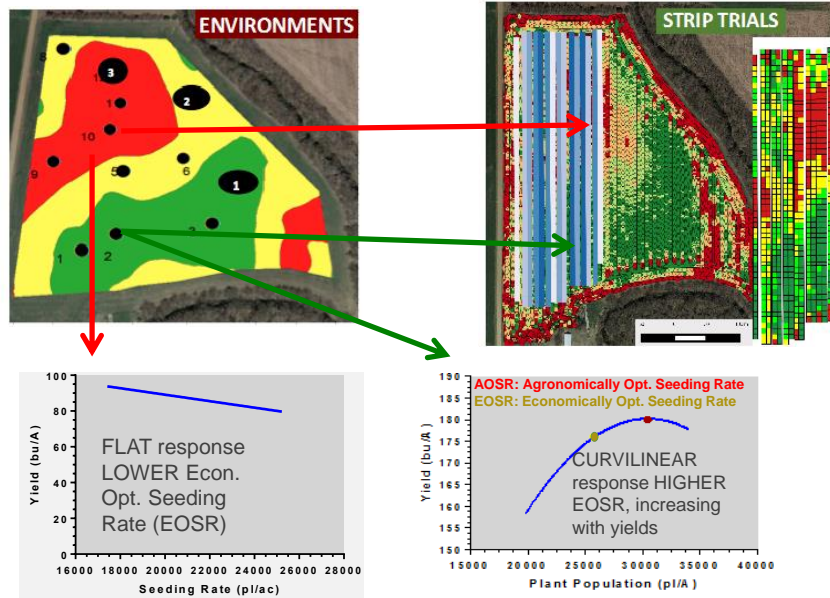 ENVIRONMENTS
STRIP TRIALS
8
3
1
2
10
9
5
6
1
1
2
3
100
80
60
40
20
0
Yield (bu/A)
FLAT response
LOWER Econ.
Opt. Seeding
Rate (EOSR)
16000 18000 20000 22000 24000 26000 28000
Seeding Rate (pl/ac)
190
185
180
175
170
165
160
155
150
Yield (bu/A)
AOSR: Agronomically Opt. Seeding Rate
EOSR: Economically Opt. Seeding Rate
CURVILINEAR
response HIGHER
EOSR, increasing
with yields
15000 20000 25000 30000 35000 40000
Plant Population (pl/A)